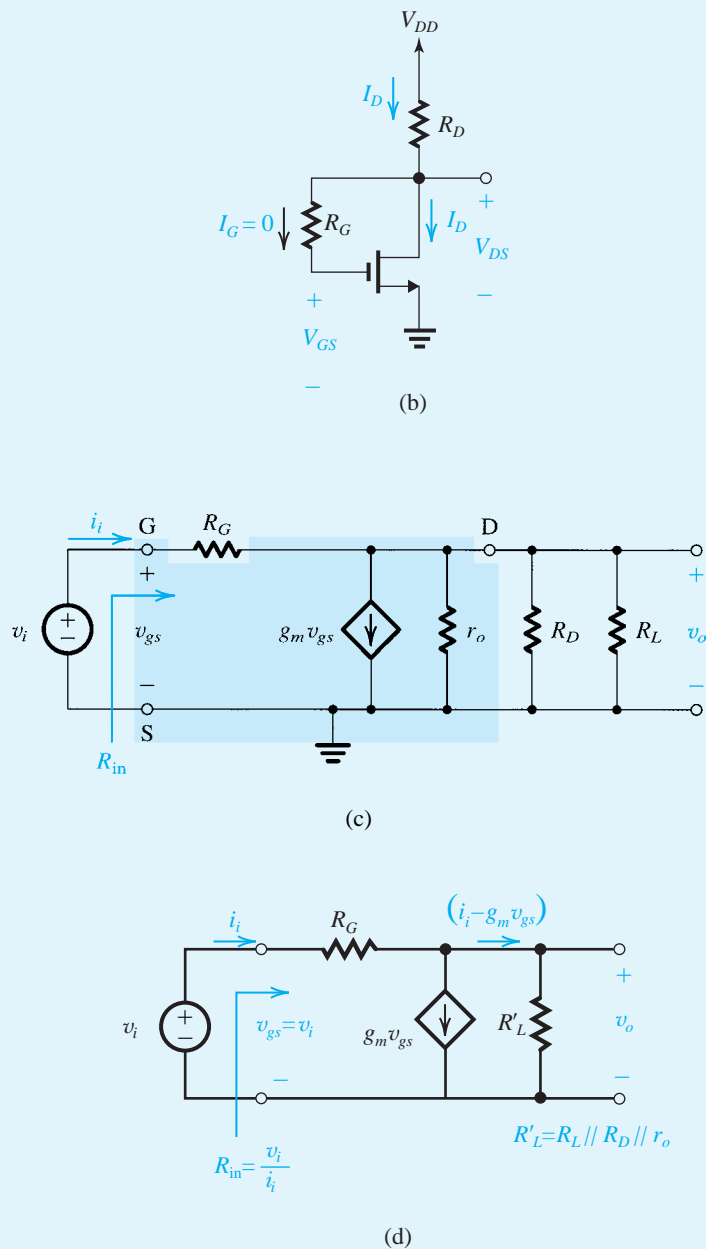 V_DD
I_D
R_D
I_G = 0
R_G
I_D
+
V_DS
−
+
V_GS
−
(b)
i_i
G
R_G
D
+
+
v_i
+
−
v_gs
g_m v_gs
r_o
R_D
R_L
v_o
−
−
S
R_in
(c)
i_i
R_G
(i_i − g_m v_gs)
+
v_i
+
−
v_gs = v_i
g_m v_gs
R'_L
v_o
−
−
R_in = v_i / i_i
R'_L = R_L // R_D // r_o
(d)